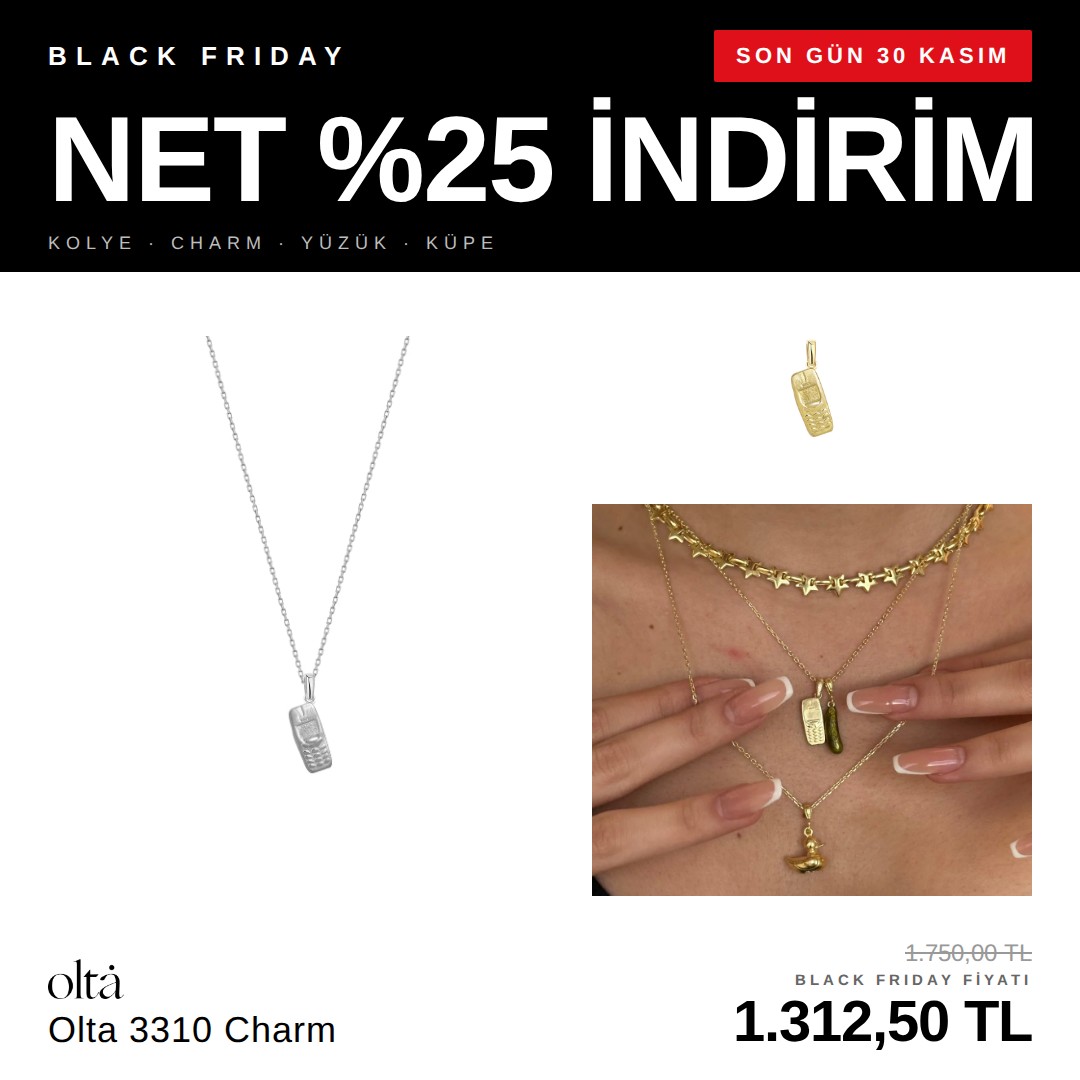 BLACK FRIDAY
SON GÜN 30 KASIM
NET %25 İNDİRİM
KOLYE · CHARM · YÜZÜK · KÜPE
olta
Olta 3310 Charm
1.750,00 TL
BLACK FRIDAY FİYATI
1.312,50 TL